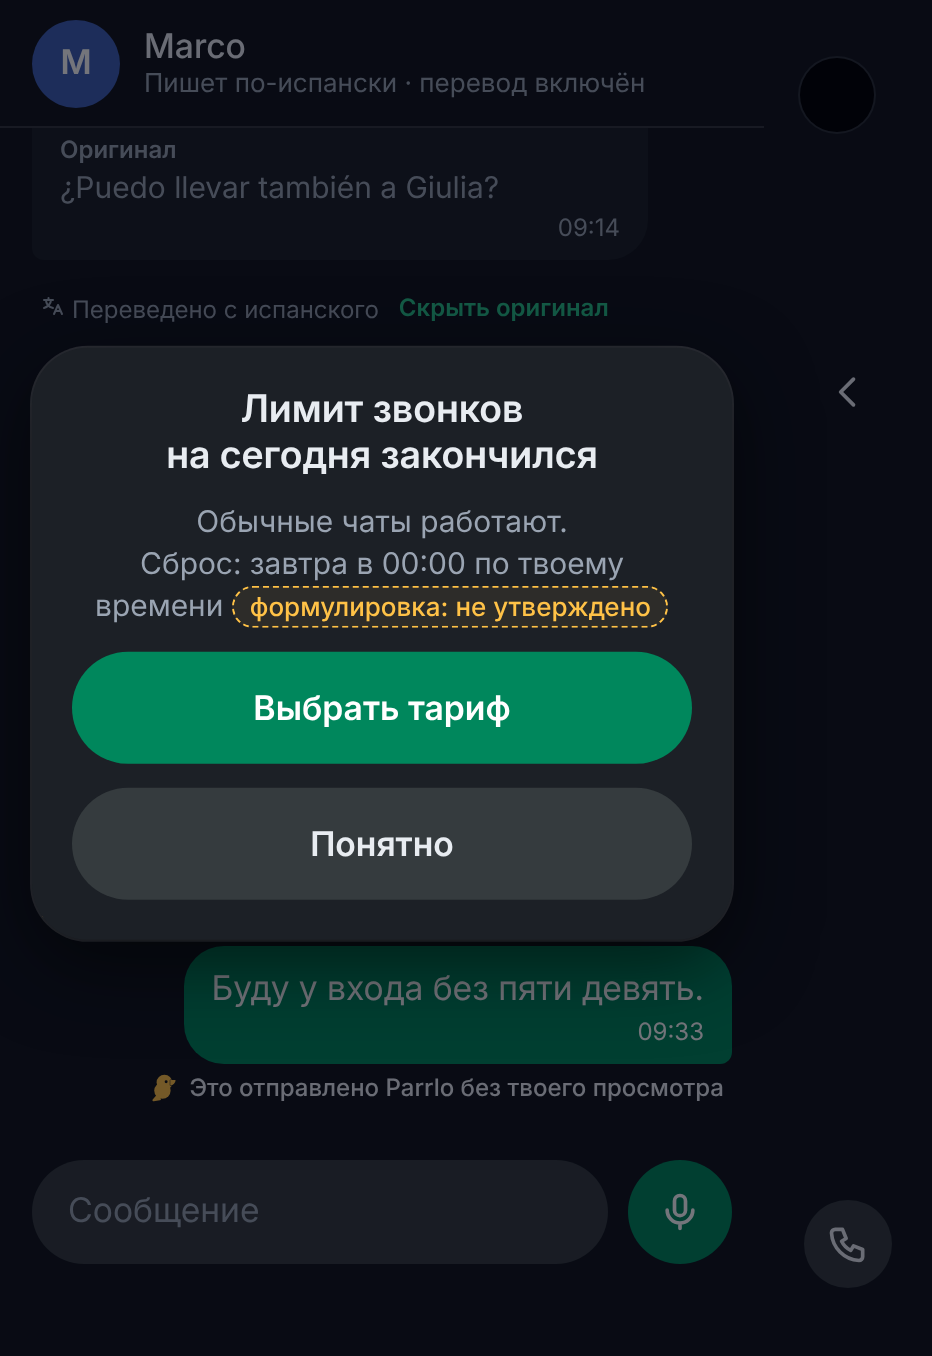 M
Marco
Пишет по-испански · перевод включён
Оригинал
¿Puedo llevar también a Giulia?
09:14
Переведено с испанского Скрыть оригинал
Лимит звонков
на сегодня закончился
Обычные чаты работают.
Сброс: завтра в 00:00 по твоему
времени формулировка: не утверждено
Выбрать тариф
Понятно
Буду у входа без пяти девять.
09:33
Это отправлено Parrlo без твоего просмотра
Сообщение